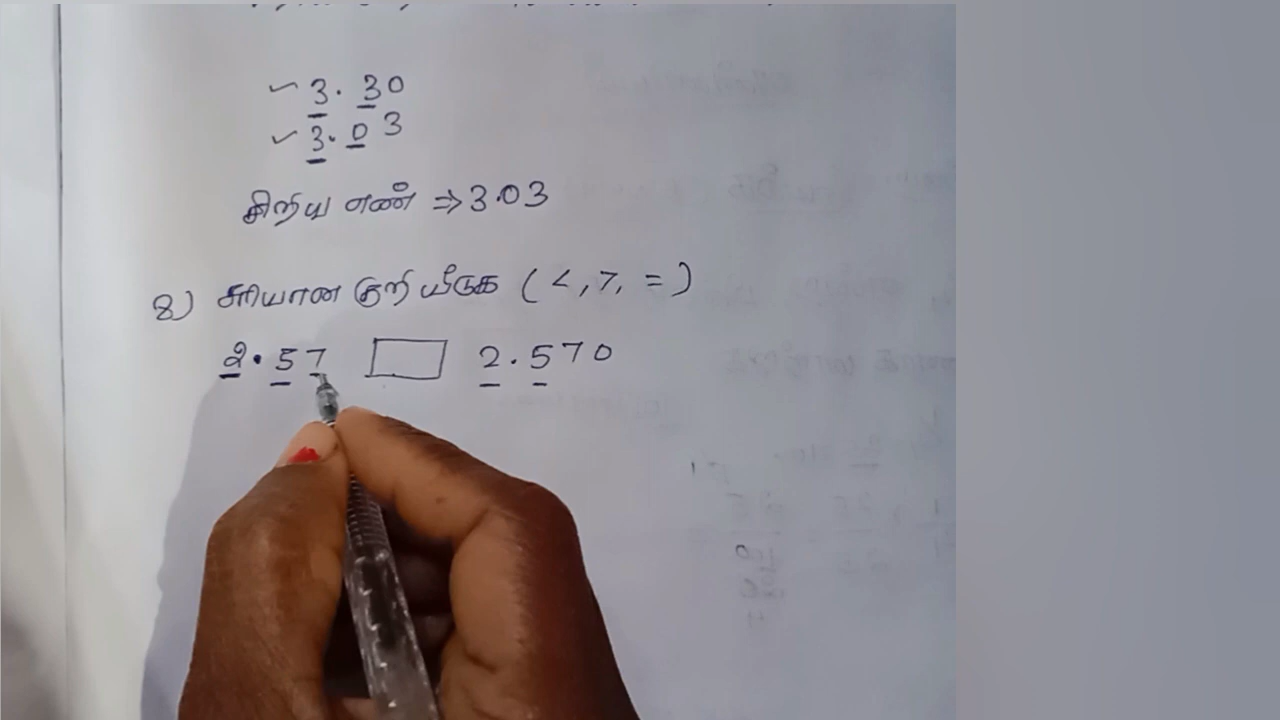 3.30
3.03
சிறிய எண் ⇒ 3.03
8) சரியான குறியீடுக ( <, >, = )
2.57 2.570